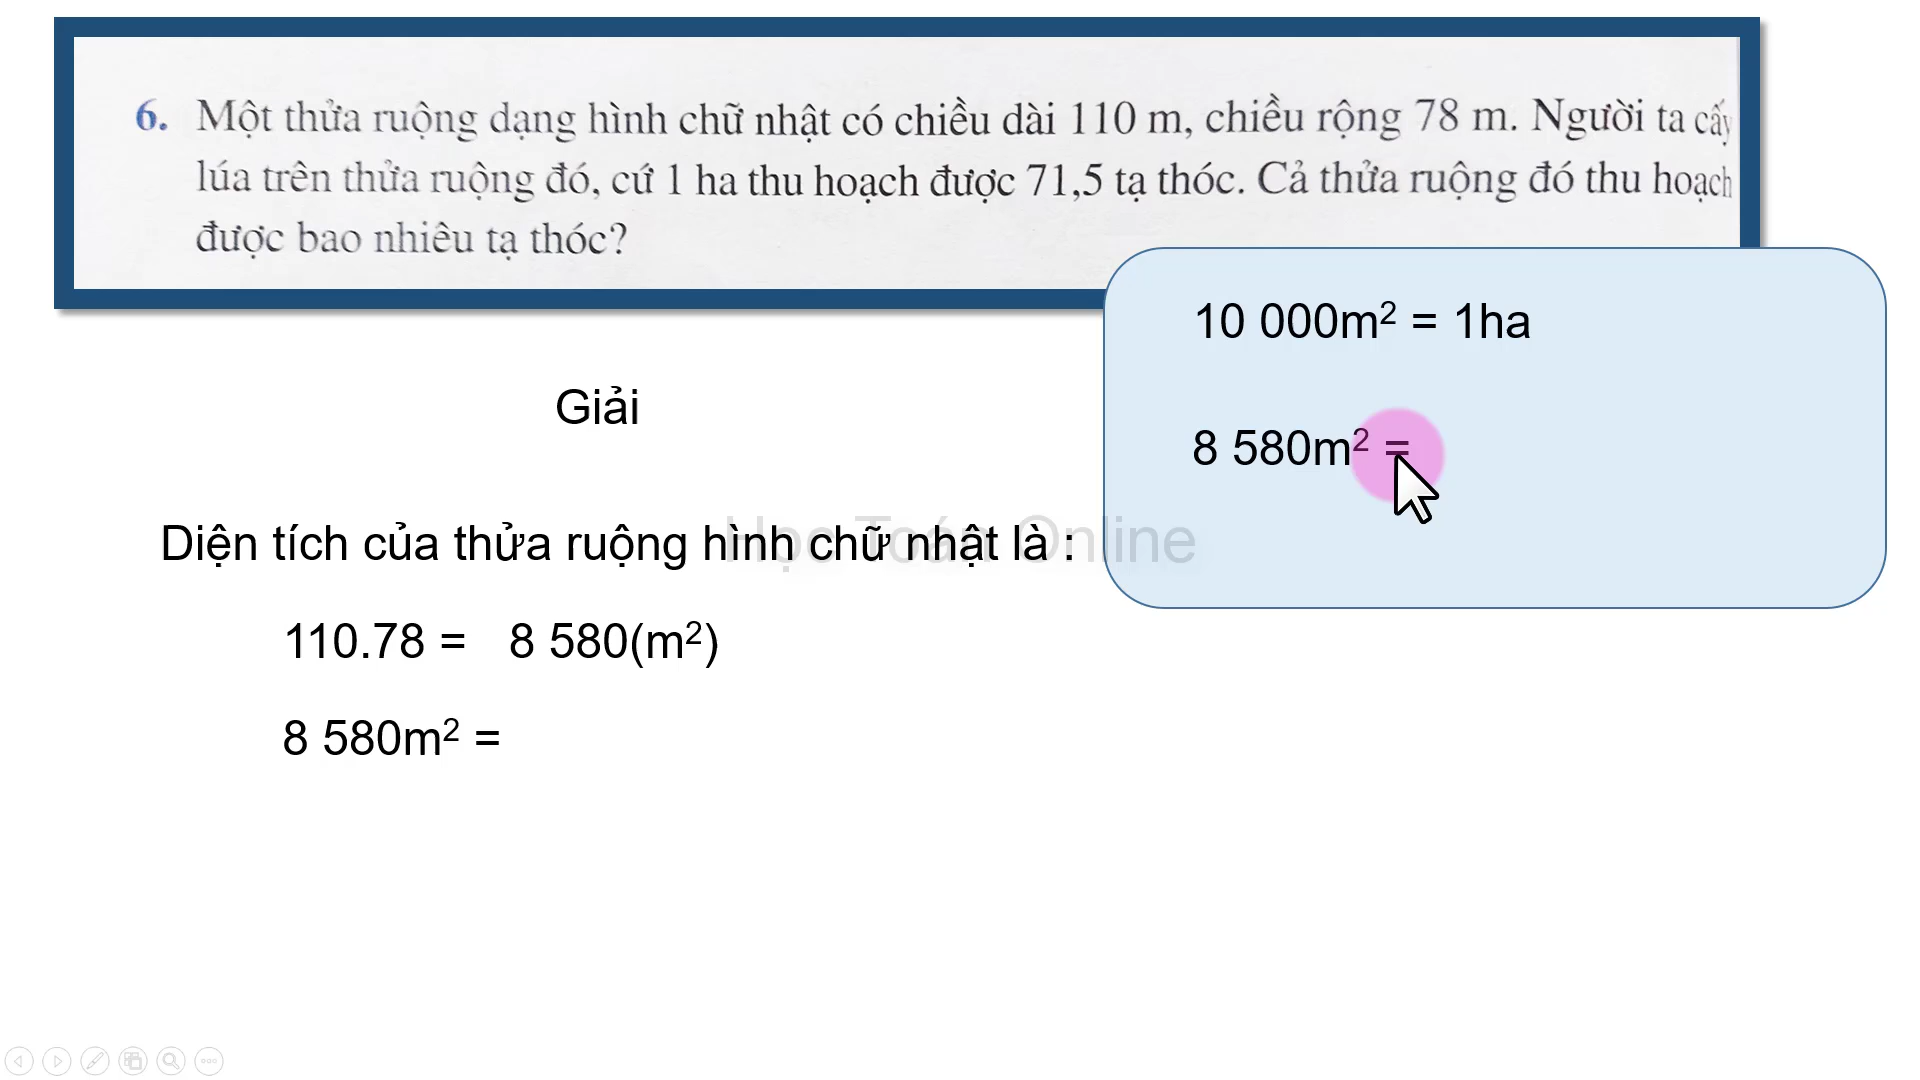 6. Một thửa ruộng dạng hình chữ nhật có chiều dài 110 m, chiều rộng 78 m. Người ta cấy
lúa trên thửa ruộng đó, cứ 1 ha thu hoạch được 71,5 tạ thóc. Cả thửa ruộng đó thu hoạch
được bao nhiêu tạ thóc?
10 000m² = 1ha
8 580m² =
Giải
Diện tích của thửa ruộng hình chữ nhật là :
Học Toán Online
110.78 = 8 580(m²)
8 580m² =